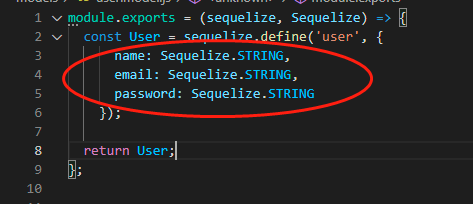 1 module.exports = (sequelize, Sequelize) => {
2 const User = sequelize.define('user', {
3 name: Sequelize.STRING,
4 email: Sequelize.STRING,
5 password: Sequelize.STRING
6 });
7
8 return User;
9 };
10